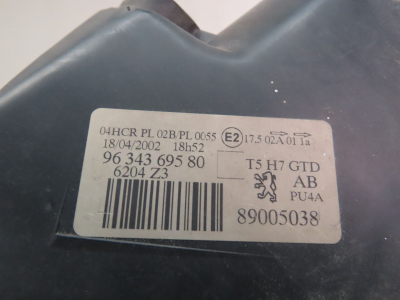 04HCR PL 02B/PL 0055 E2 17.5 02A 01 1a
18/04/2002 18h52
96 343 695 80 T5 H7 GTD
6204 Z3 AB
PU4A
89005038